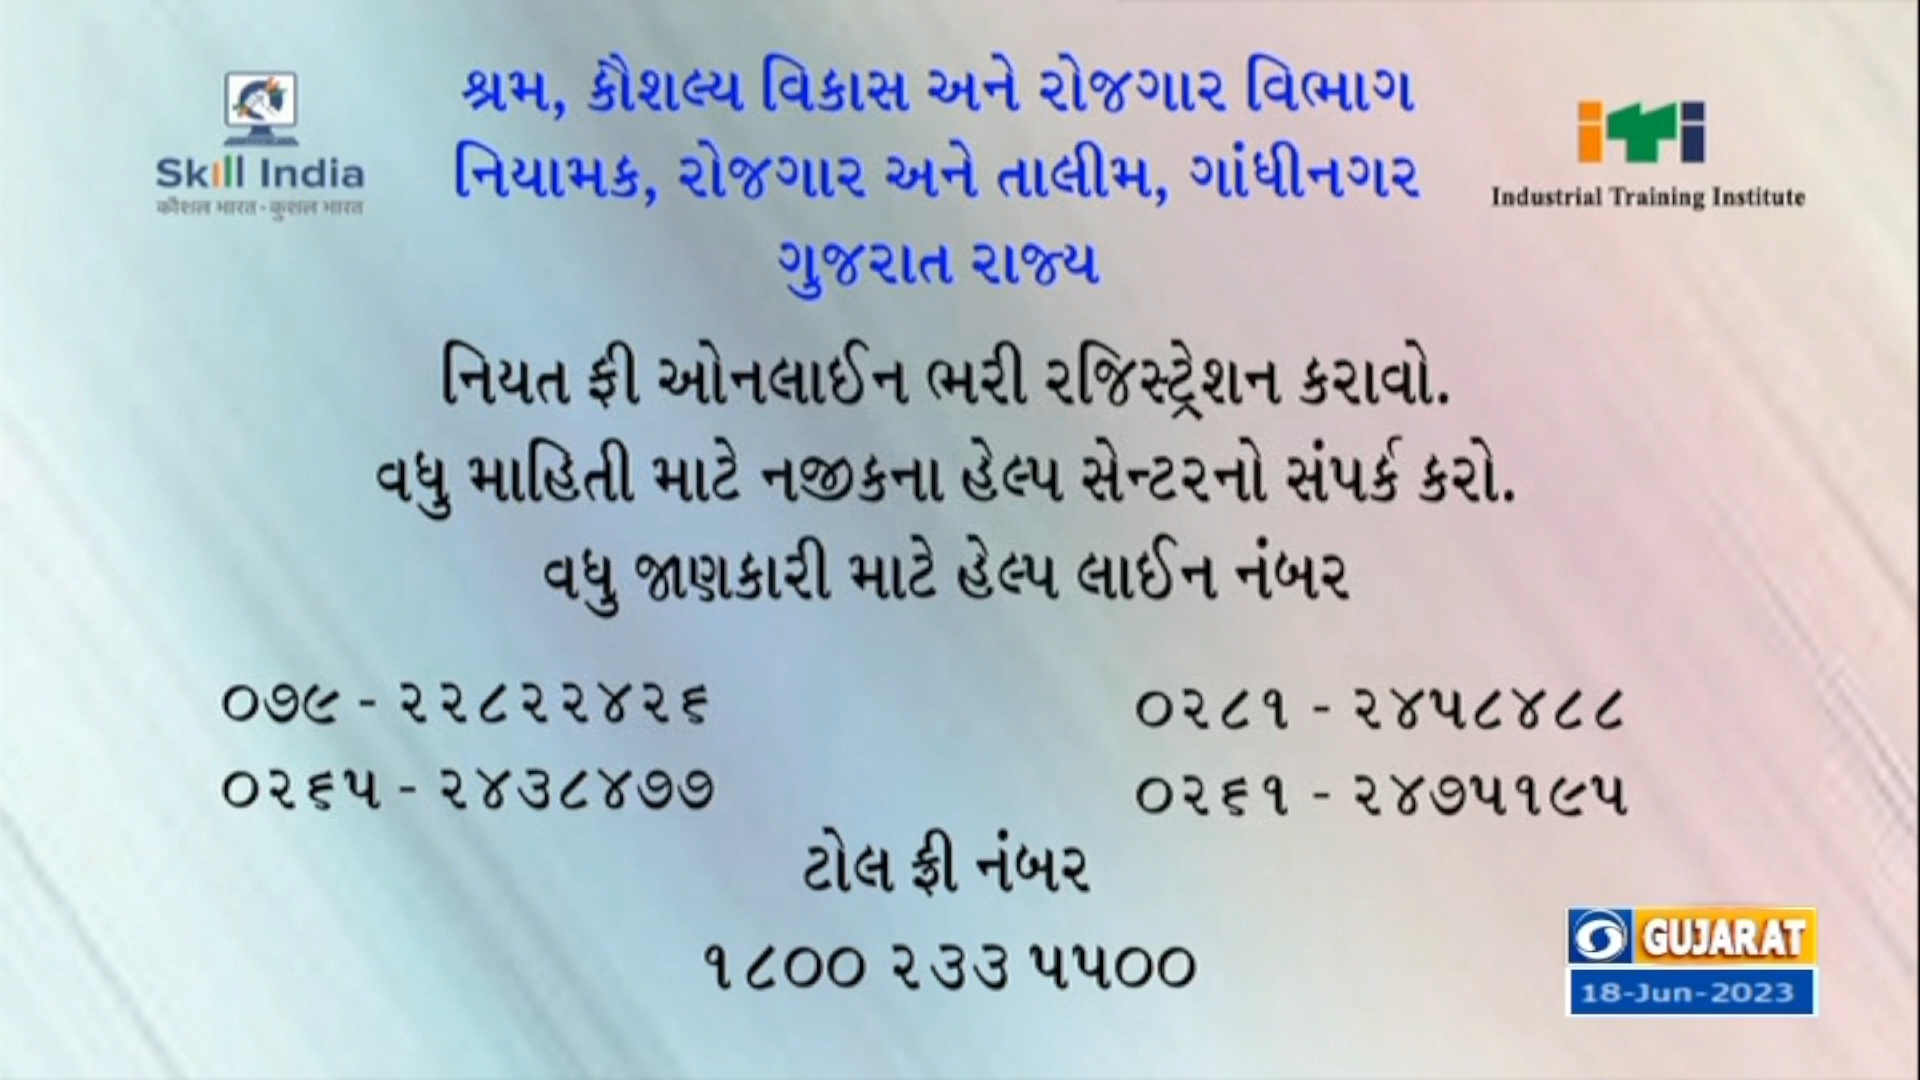 શ્રમ, કૌશલ્ય વિકાસ અને રોજગાર વિભાગ
નિયામક, રોજગાર અને તાલીમ, ગાંધીનગર
ગુજરાત રાજ્ય
Skill India
कौशल भारत - कुशल भारत
iTi
Industrial Training Institute
નિયત ફી ઓનલાઈન ભરી રજિસ્ટ્રેશન કરાવો.
વધુ માહિતી માટે નજીકના હેલ્પ સેન્ટરનો સંપર્ક કરો.
વધુ જાણકારી માટે હેલ્પ લાઈન નંબર
૦૭૯ - ૨૨૮૨૨૪૨૬
૦૨૮૧ - ૨૪૫૮૪૮૮
૦૨૬૫ - ૨૪૩૮૪૭૭
૦૨૬૧ - ૨૪૭૫૧૯૫
ટોલ ફ્રી નંબર
૧૮૦૦ ૨૩૩ ૫૫૦૦
GUJARAT
18-Jun-2023